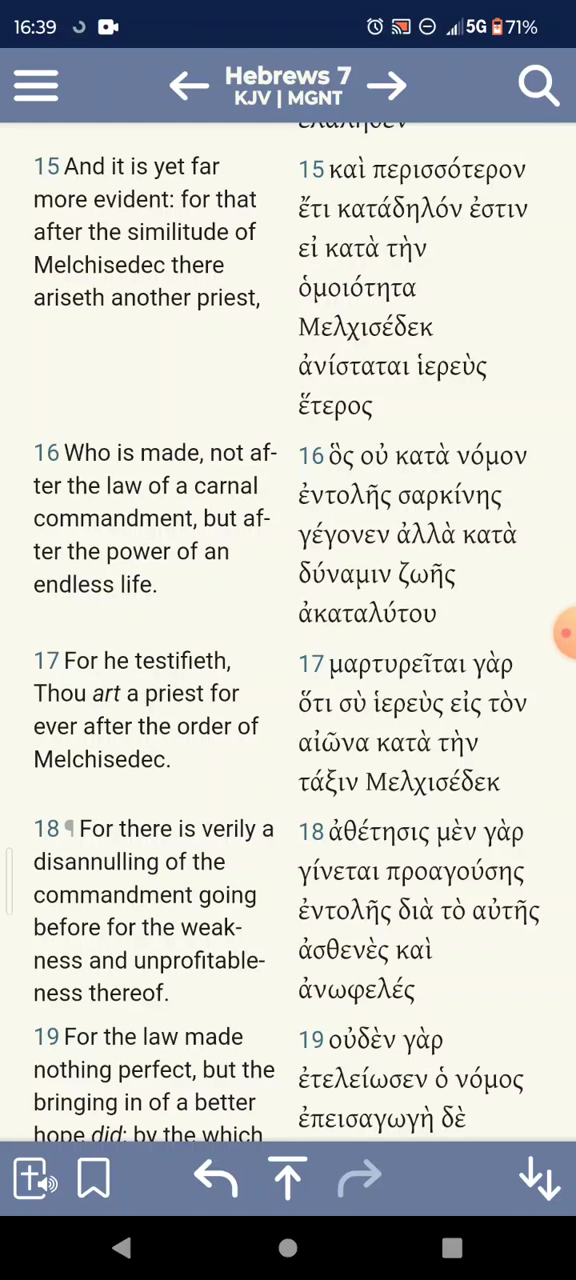 16:39
5G
71%
Hebrews 7
KJV | MGNT
ἐλάληθεν
15 And it is yet far
more evident: for that
after the similitude of
Melchisedec there
ariseth another priest,
15 καὶ περισσότερον
ἔτι κατάδηλόν ἐστιν
εἰ κατὰ τὴν
ὁμοιότητα
Μελχισέδεκ
ἀνίσταται ἱερεὺς
ἕτερος
16 Who is made, not af-
ter the law of a carnal
commandment, but af-
ter the power of an
endless life.
16 ὃς οὐ κατὰ νόμον
ἐντολῆς σαρκίνης
γέγονεν ἀλλὰ κατὰ
δύναμιν ζωῆς
ἀκαταλύτου
17 For he testifieth,
Thou art a priest for
ever after the order of
Melchisedec.
17 μαρτυρεῖται γὰρ
ὅτι σὺ ἱερεὺς εἰς τὸν
αἰῶνα κατὰ τὴν
τάξιν Μελχισέδεκ
18 ¶ For there is verily a
disannulling of the
commandment going
before for the weak-
ness and unprofitable-
ness thereof.
18 ἀθέτησις μὲν γὰρ
γίνεται προαγούσης
ἐντολῆς διὰ τὸ αὐτῆς
ἀσθενὲς καὶ
ἀνωφελές
19 For the law made
nothing perfect, but the
bringing in of a better
hope did; by the which
19 οὐδὲν γὰρ
ἐτελείωσεν ὁ νόμος
ἐπεισαγωγὴ δὲ